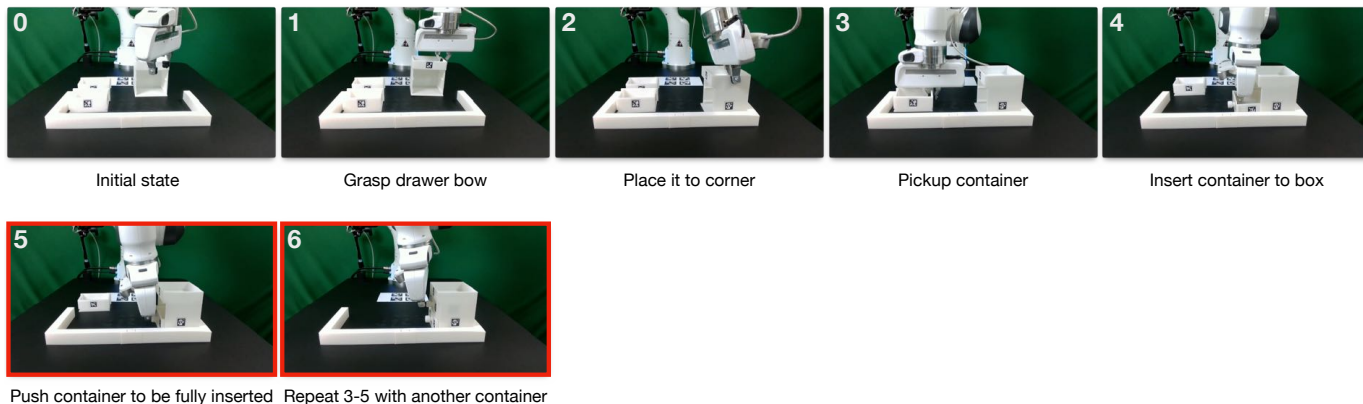 0
1
2
3
4
Initial state
Grasp drawer bow
Place it to corner
Pickup container
Insert container to box
5
6
Push container to be fully inserted
Repeat 3-5 with another container